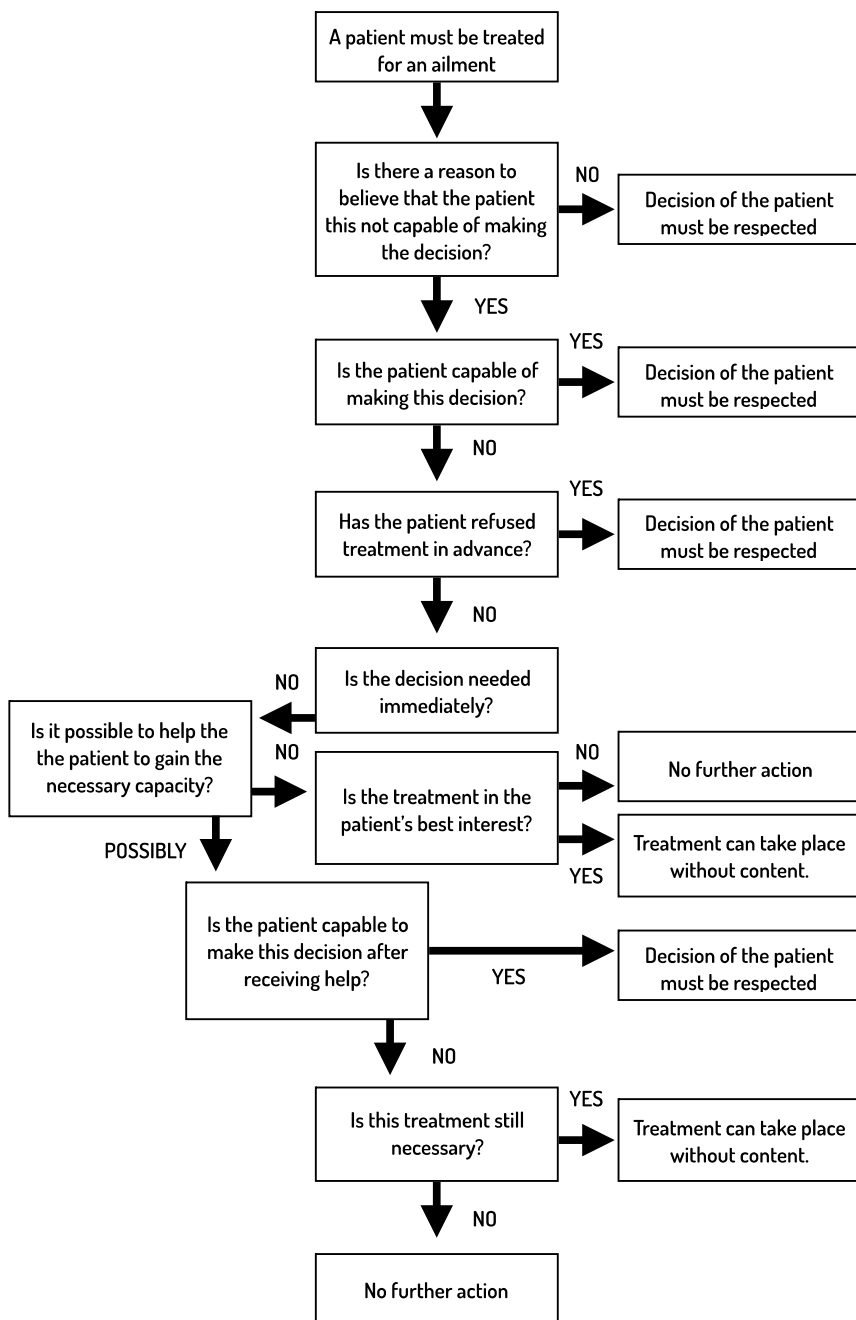 A patient must be treated
for an ailment
Is there a reason to
believe that the patient
this not capable of making
the decision?
NO
Decision of the patient
must be respected
YES
Is the patient capable of
making this decision?
YES
Decision of the patient
must be respected
NO
Has the patient refused
treatment in advance?
YES
Decision of the patient
must be respected
NO
Is the decision needed
immediately?
NO
Is it possible to help the
the patient to gain the
necessary capacity?
NO
Is the treatment in the
patient's best interest?
NO
No further action
YES
Treatment can take place
without content.
POSSIBLY
Is the patient capable to
make this decision after
receiving help?
YES
Decision of the patient
must be respected
NO
Is this treatment still
necessary?
YES
Treatment can take place
without content.
NO
No further action